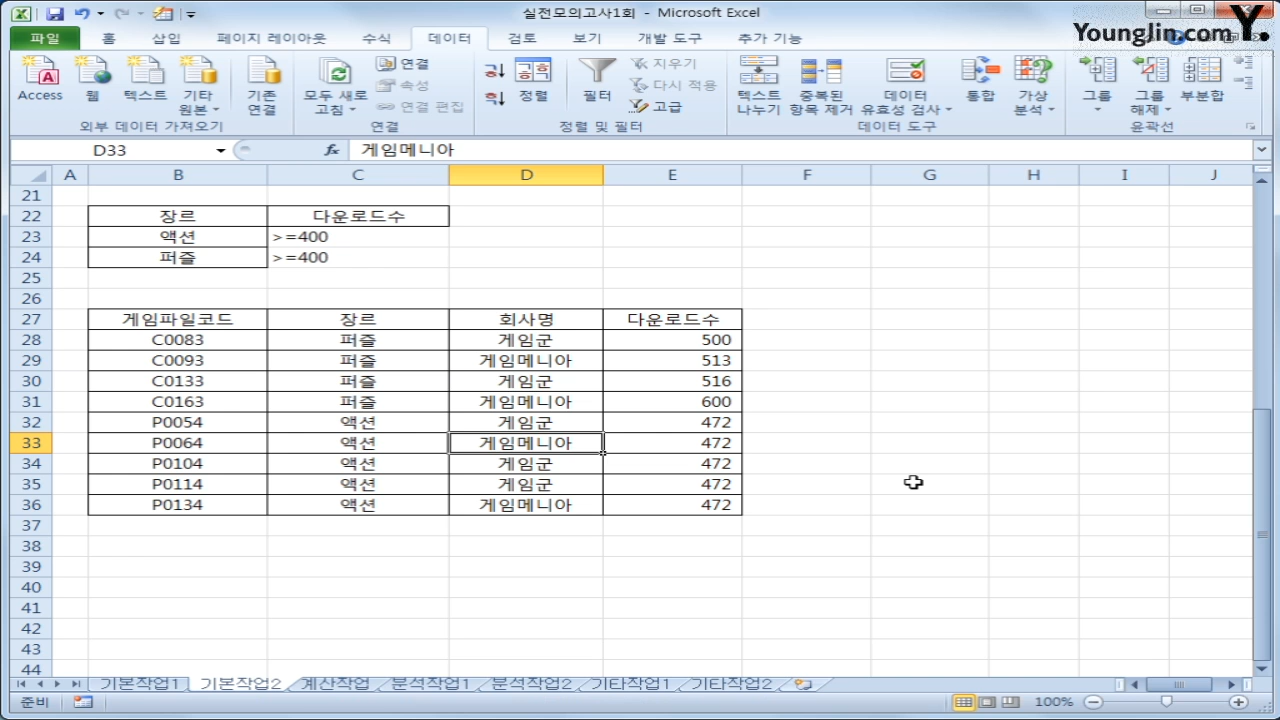 실전모의고사1회 - Microsoft Excel
YoungJin.com Y.
파일 홈 삽입 페이지 레이아웃 수식 데이터 검토 보기 개발 도구 추가 기능
Access 웹 텍스트 기타 원본 기존 연결 모두 새로 고침 연결 속성 연결 편집 정렬 필터 지우기 다시 적용 고급 텍스트 나누기 중복된 항목 제거 데이터 유효성 검사 통합 가상 분석 그룹 그룹 해제 부분합
외부 데이터 가져오기 연결 정렬 및 필터 데이터 도구 윤곽선
D33 fx 게임메니아
A B C D E F G H I J
21
22 장르 다운로드수
23 액션 >=400
24 퍼즐 >=400
25
26
27 게임파일코드 장르 회사명 다운로드수
28 C0083 퍼즐 게임군 500
29 C0093 퍼즐 게임메니아 513
30 C0133 퍼즐 게임군 516
31 C0163 퍼즐 게임메니아 600
32 P0054 액션 게임군 472
33 P0064 액션 게임메니아 472
34 P0104 액션 게임군 472
35 P0114 액션 게임군 472
36 P0134 액션 게임메니아 472
37
38
39
40
41
42
43
44
기본작업1 기본작업2 계산작업 분석작업1 분석작업2 기타작업1 기타작업2
준비 100%